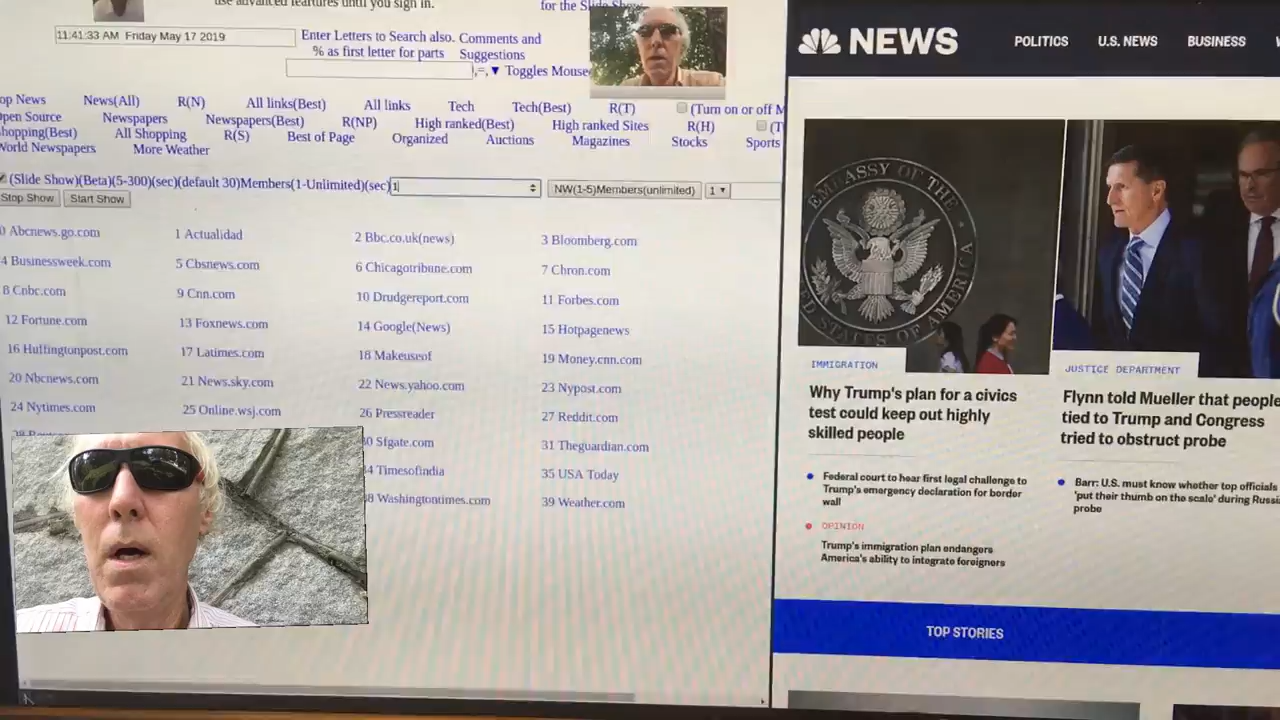 use advanced features until you sign in.
for the Slide Show
11:41:33 AM Friday May 17 2019
Enter Letters to Search also. Comments and
% as first letter for parts Suggestions
,=,▼ Toggles Mouse
op News News(All) R(N) All links(Best) All links Tech Tech(Best) R(T) (Turn on or off M
pen Source Newspapers Newspapers(Best) R(NP) High ranked(Best) High ranked Sites R(H) (T
hopping(Best) All Shopping R(S) Best of Page Organized Auctions Magazines Stocks Sports
World Newspapers More Weather
(Slide Show)(Beta)(5-300)(sec)(default 30)Members(1-Unlimited)(sec) 1 NW(1-5)Members(unlimited) 1 ▼
Stop Show Start Show
0 Abcnews.go.com 1 Actualidad 2 Bbc.co.uk(news) 3 Bloomberg.com
4 Businessweek.com 5 Cbsnews.com 6 Chicagotribune.com 7 Chron.com
8 Cnbc.com 9 Cnn.com 10 Drudgereport.com 11 Forbes.com
12 Fortune.com 13 Foxnews.com 14 Google(News) 15 Hotpagenews
16 Huffingtonpost.com 17 Latimes.com 18 Makeuseof 19 Money.cnn.com
20 Nbcnews.com 21 News.sky.com 22 News.yahoo.com 23 Nypost.com
24 Nytimes.com 25 Online.wsj.com 26 Pressreader 27 Reddit.com
30 Sfgate.com 31 Theguardian.com
34 Timesofindia 35 USA Today
38 Washingtontimes.com 39 Weather.com
NEWS POLITICS U.S. NEWS BUSINESS
EMBASSY OF THE
UNITED STATES OF AMERICA
IMMIGRATION
Why Trump's plan for a civics
test could keep out highly
skilled people
Federal court to hear first legal challenge to
Trump's emergency declaration for border
wall
OPINION
Trump's immigration plan endangers
America's ability to integrate foreigners
JUSTICE DEPARTMENT
Flynn told Mueller that people
tied to Trump and Congress
tried to obstruct probe
Barr: U.S. must know whether top officials
'put their thumb on the scale' during Russia
probe
TOP STORIES